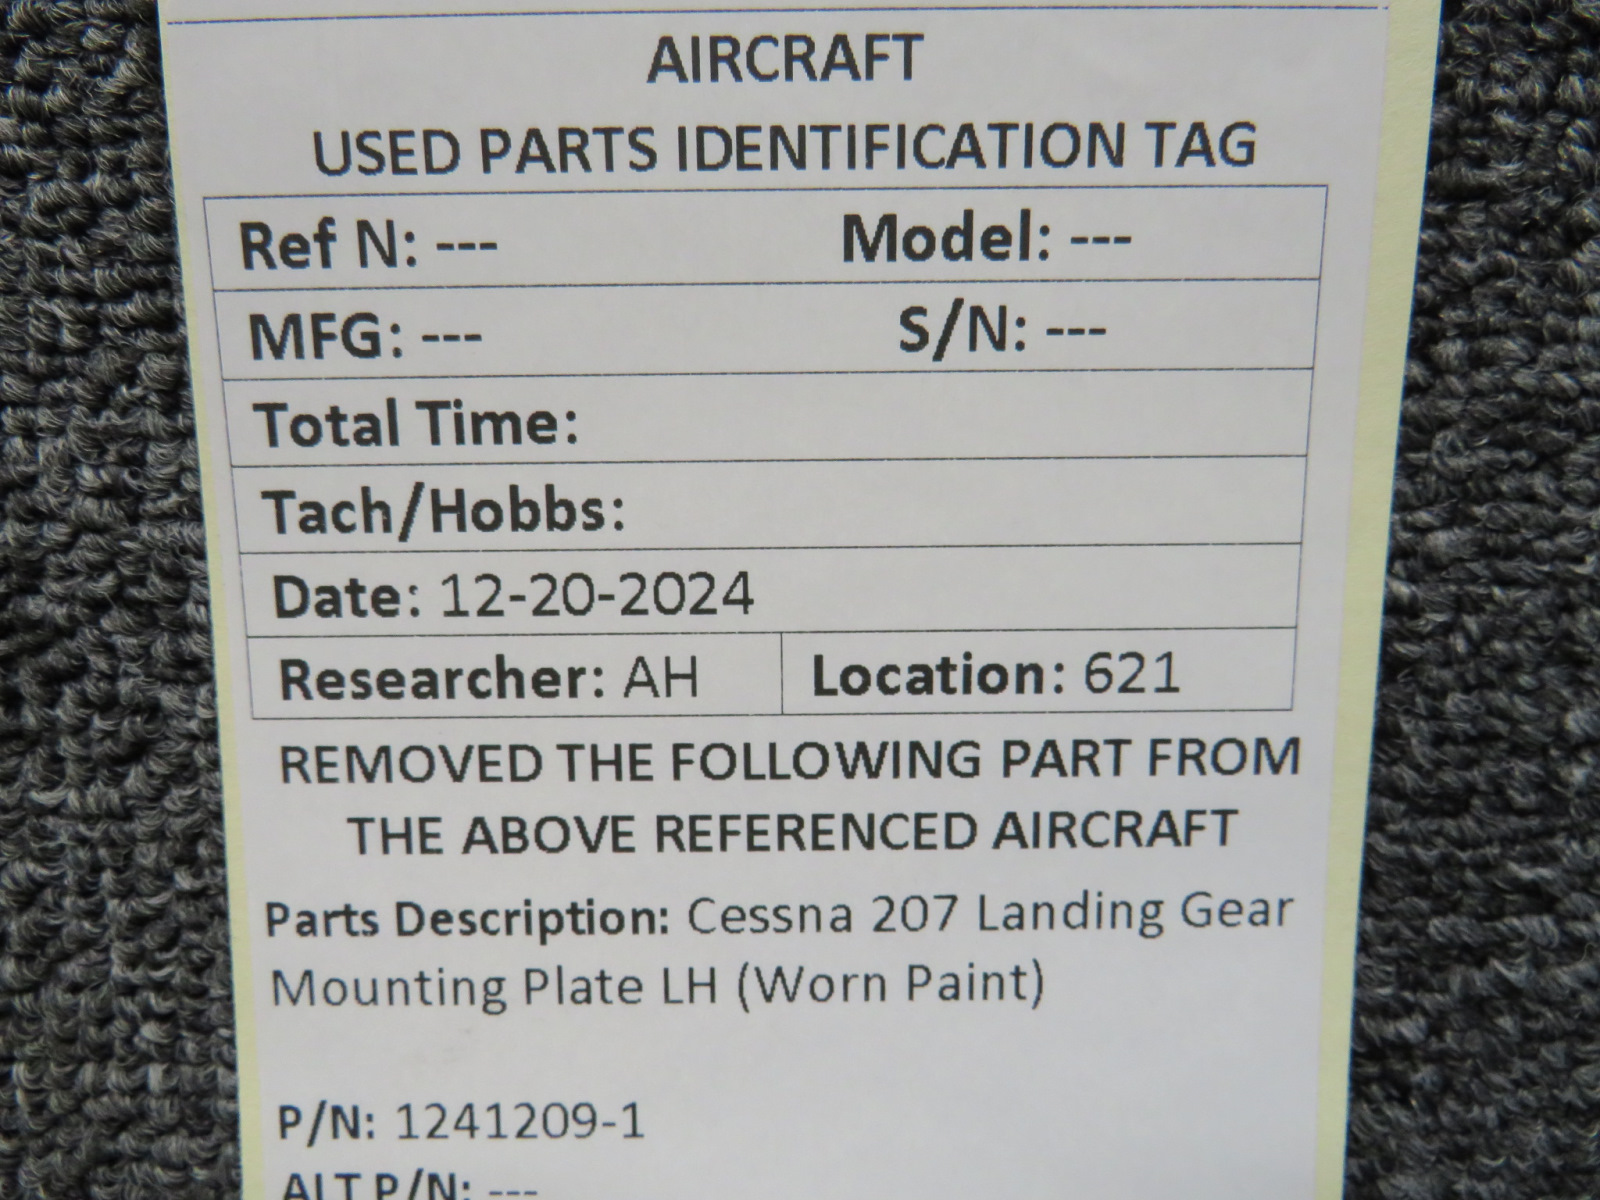 AIRCRAFT
USED PARTS IDENTIFICATION TAG
Ref N: --- Model: ---
MFG: --- S/N: ---
Total Time:
Tach/Hobbs:
Date: 12-20-2024
Researcher: AH Location: 621
REMOVED THE FOLLOWING PART FROM
THE ABOVE REFERENCED AIRCRAFT
Parts Description: Cessna 207 Landing Gear
Mounting Plate LH (Worn Paint)
P/N: 1241209-1
ALT P/N: ---